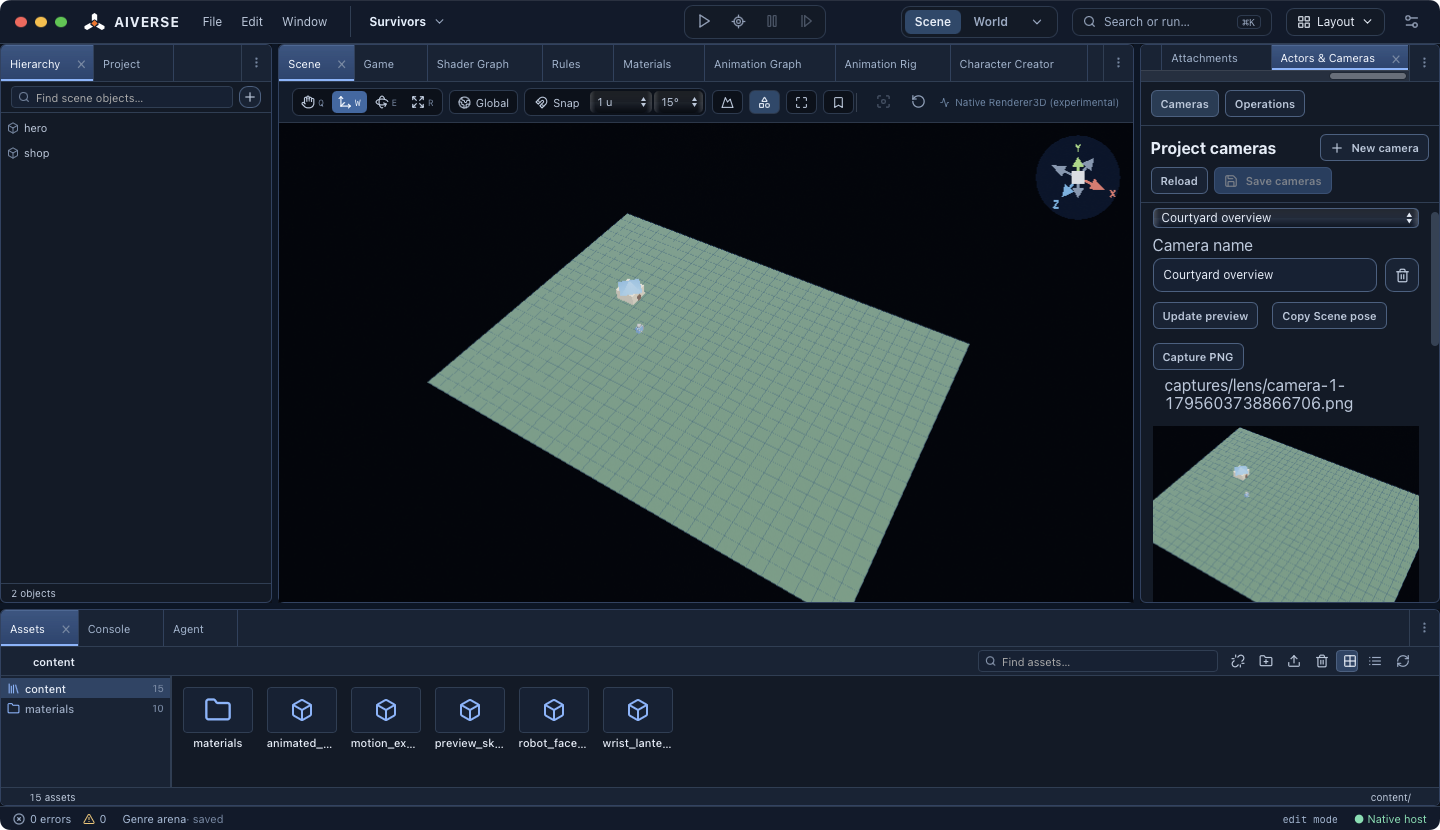 AIVERSE File Edit Window Survivors Scene World Search or run... ⌘K Layout
Hierarchy Project
Find scene objects...
hero
shop
2 objects
Scene Game Shader Graph Rules Materials Animation Graph Animation Rig Character Creator
Q W E R Global Snap 1 u 15° Native Renderer3D (experimental)
Y
X
Z
Attachments Actors & Cameras
Cameras Operations
Project cameras New camera
Reload Save cameras
Courtyard overview
Camera name
Courtyard overview
Update preview Copy Scene pose
Capture PNG
captures/lens/camera-1-
1795603738866706.png
Assets Console Agent
content Find assets...
content 15
materials 10
materials animated_... motion_ex... preview_sk... robot_face... wrist_lante...
15 assets content/
0 errors 0 Genre arena · saved edit mode Native host